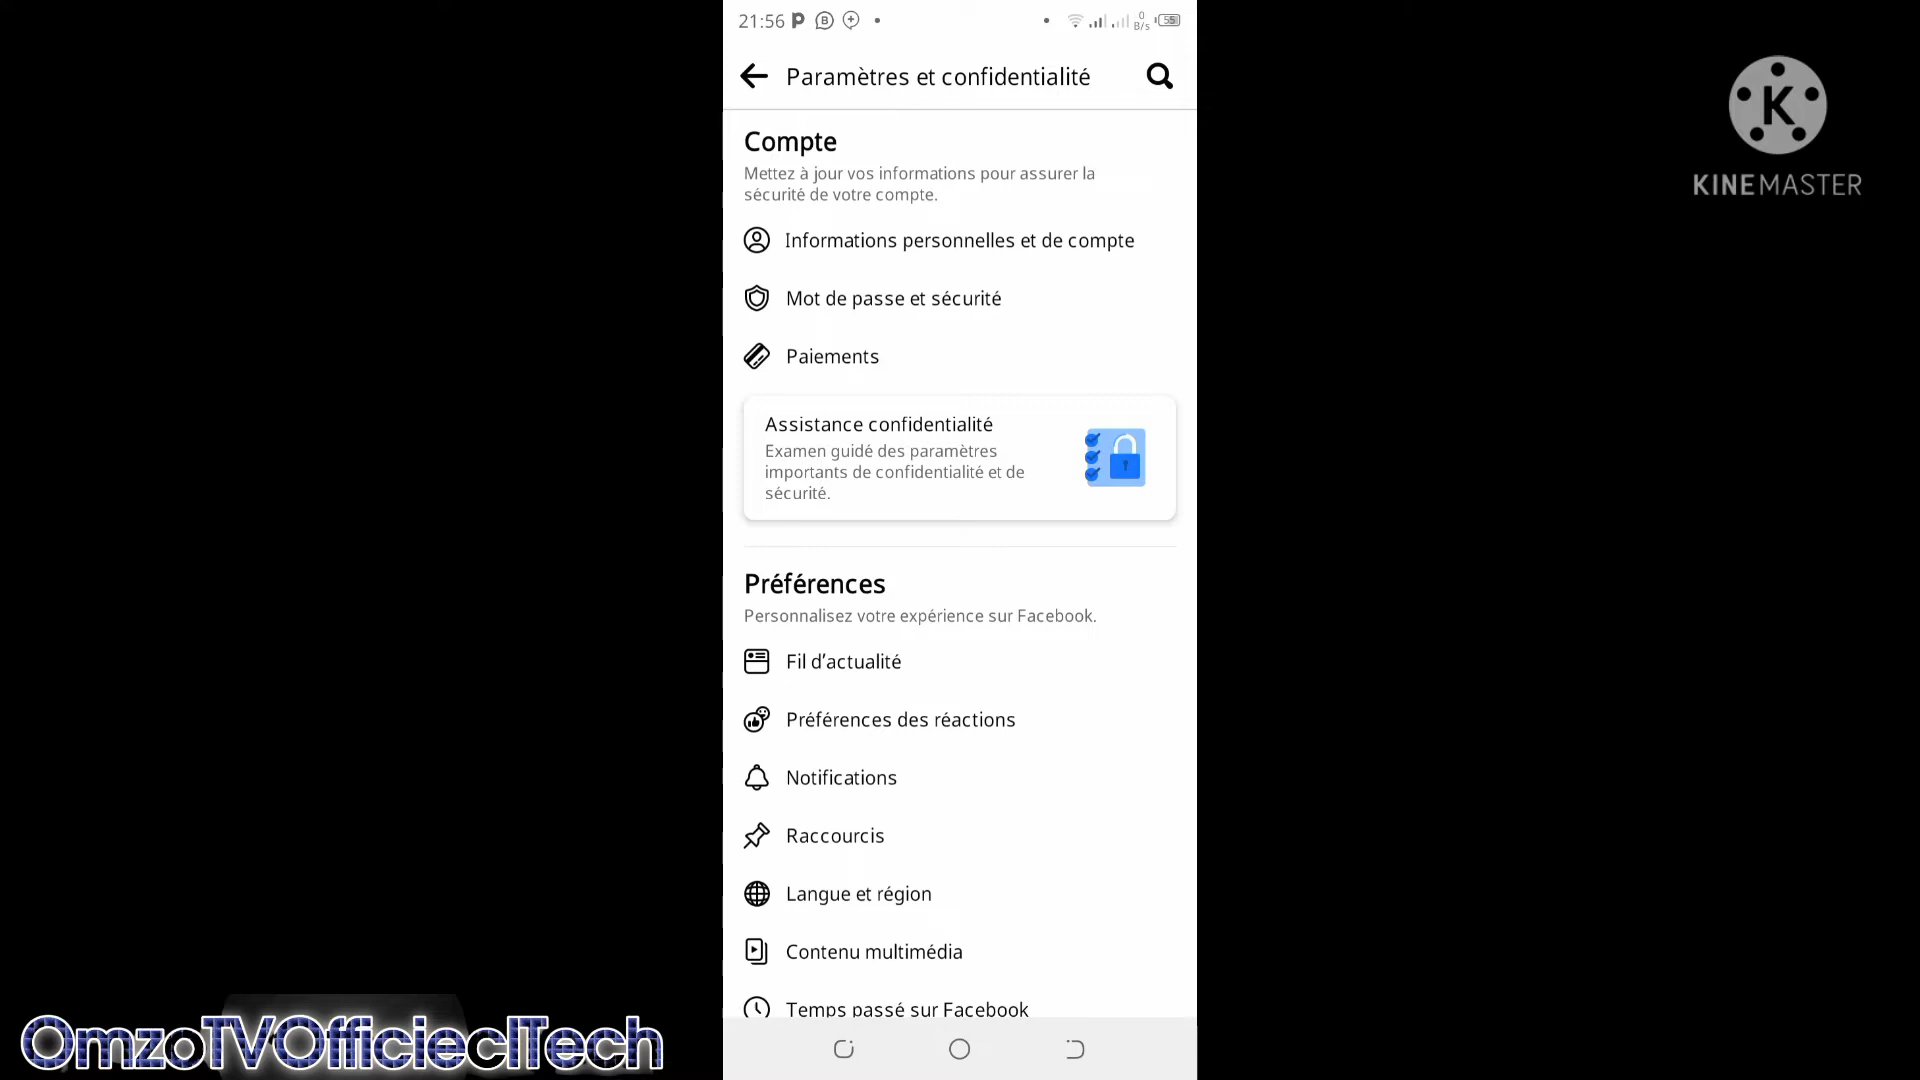 21:56
0
B/s
55
Paramètres et confidentialité
K
KINEMASTER
Compte
Mettez à jour vos informations pour assurer la
sécurité de votre compte.
Informations personnelles et de compte
Mot de passe et sécurité
Paiements
Assistance confidentialité
Examen guidé des paramètres
importants de confidentialité et de
sécurité.
Préférences
Personnalisez votre expérience sur Facebook.
Fil d’actualité
Préférences des réactions
Notifications
Raccourcis
Langue et région
Contenu multimédia
Temps passé sur Facebook
OmzoTVOfficieclTech